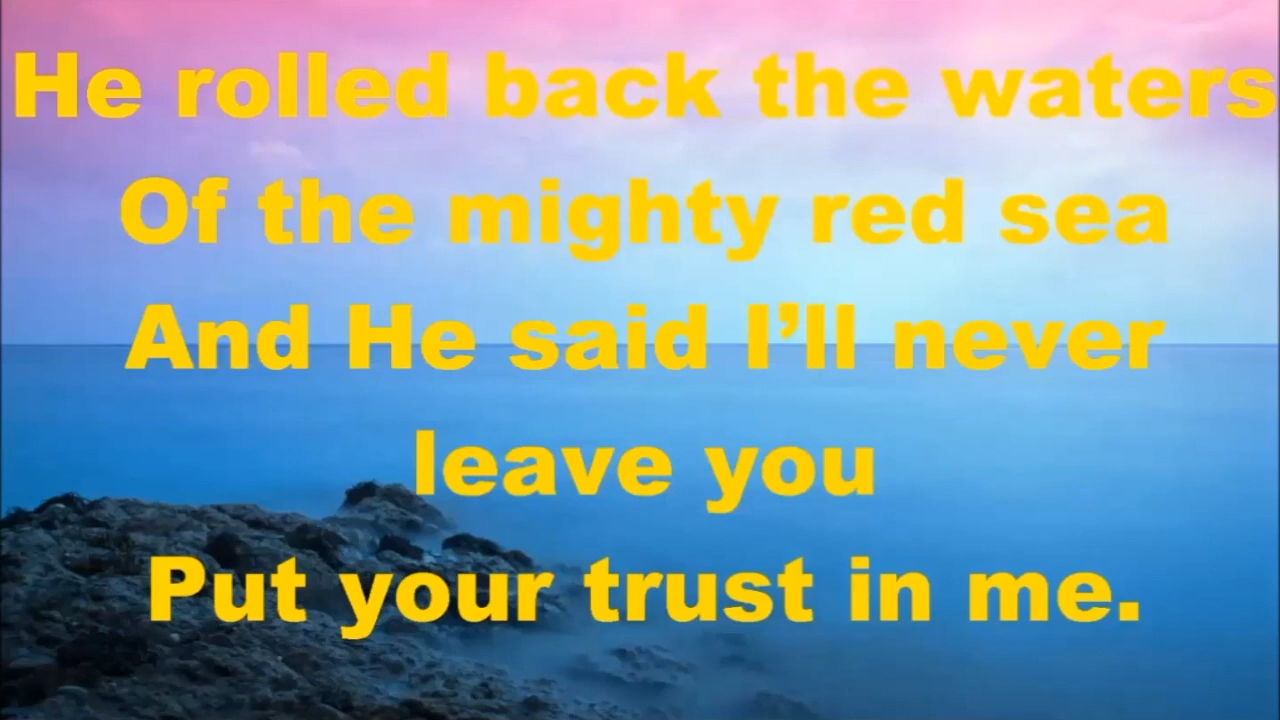 He rolled back the waters
Of the mighty red sea
And He said I’ll never
leave you
Put your trust in me.